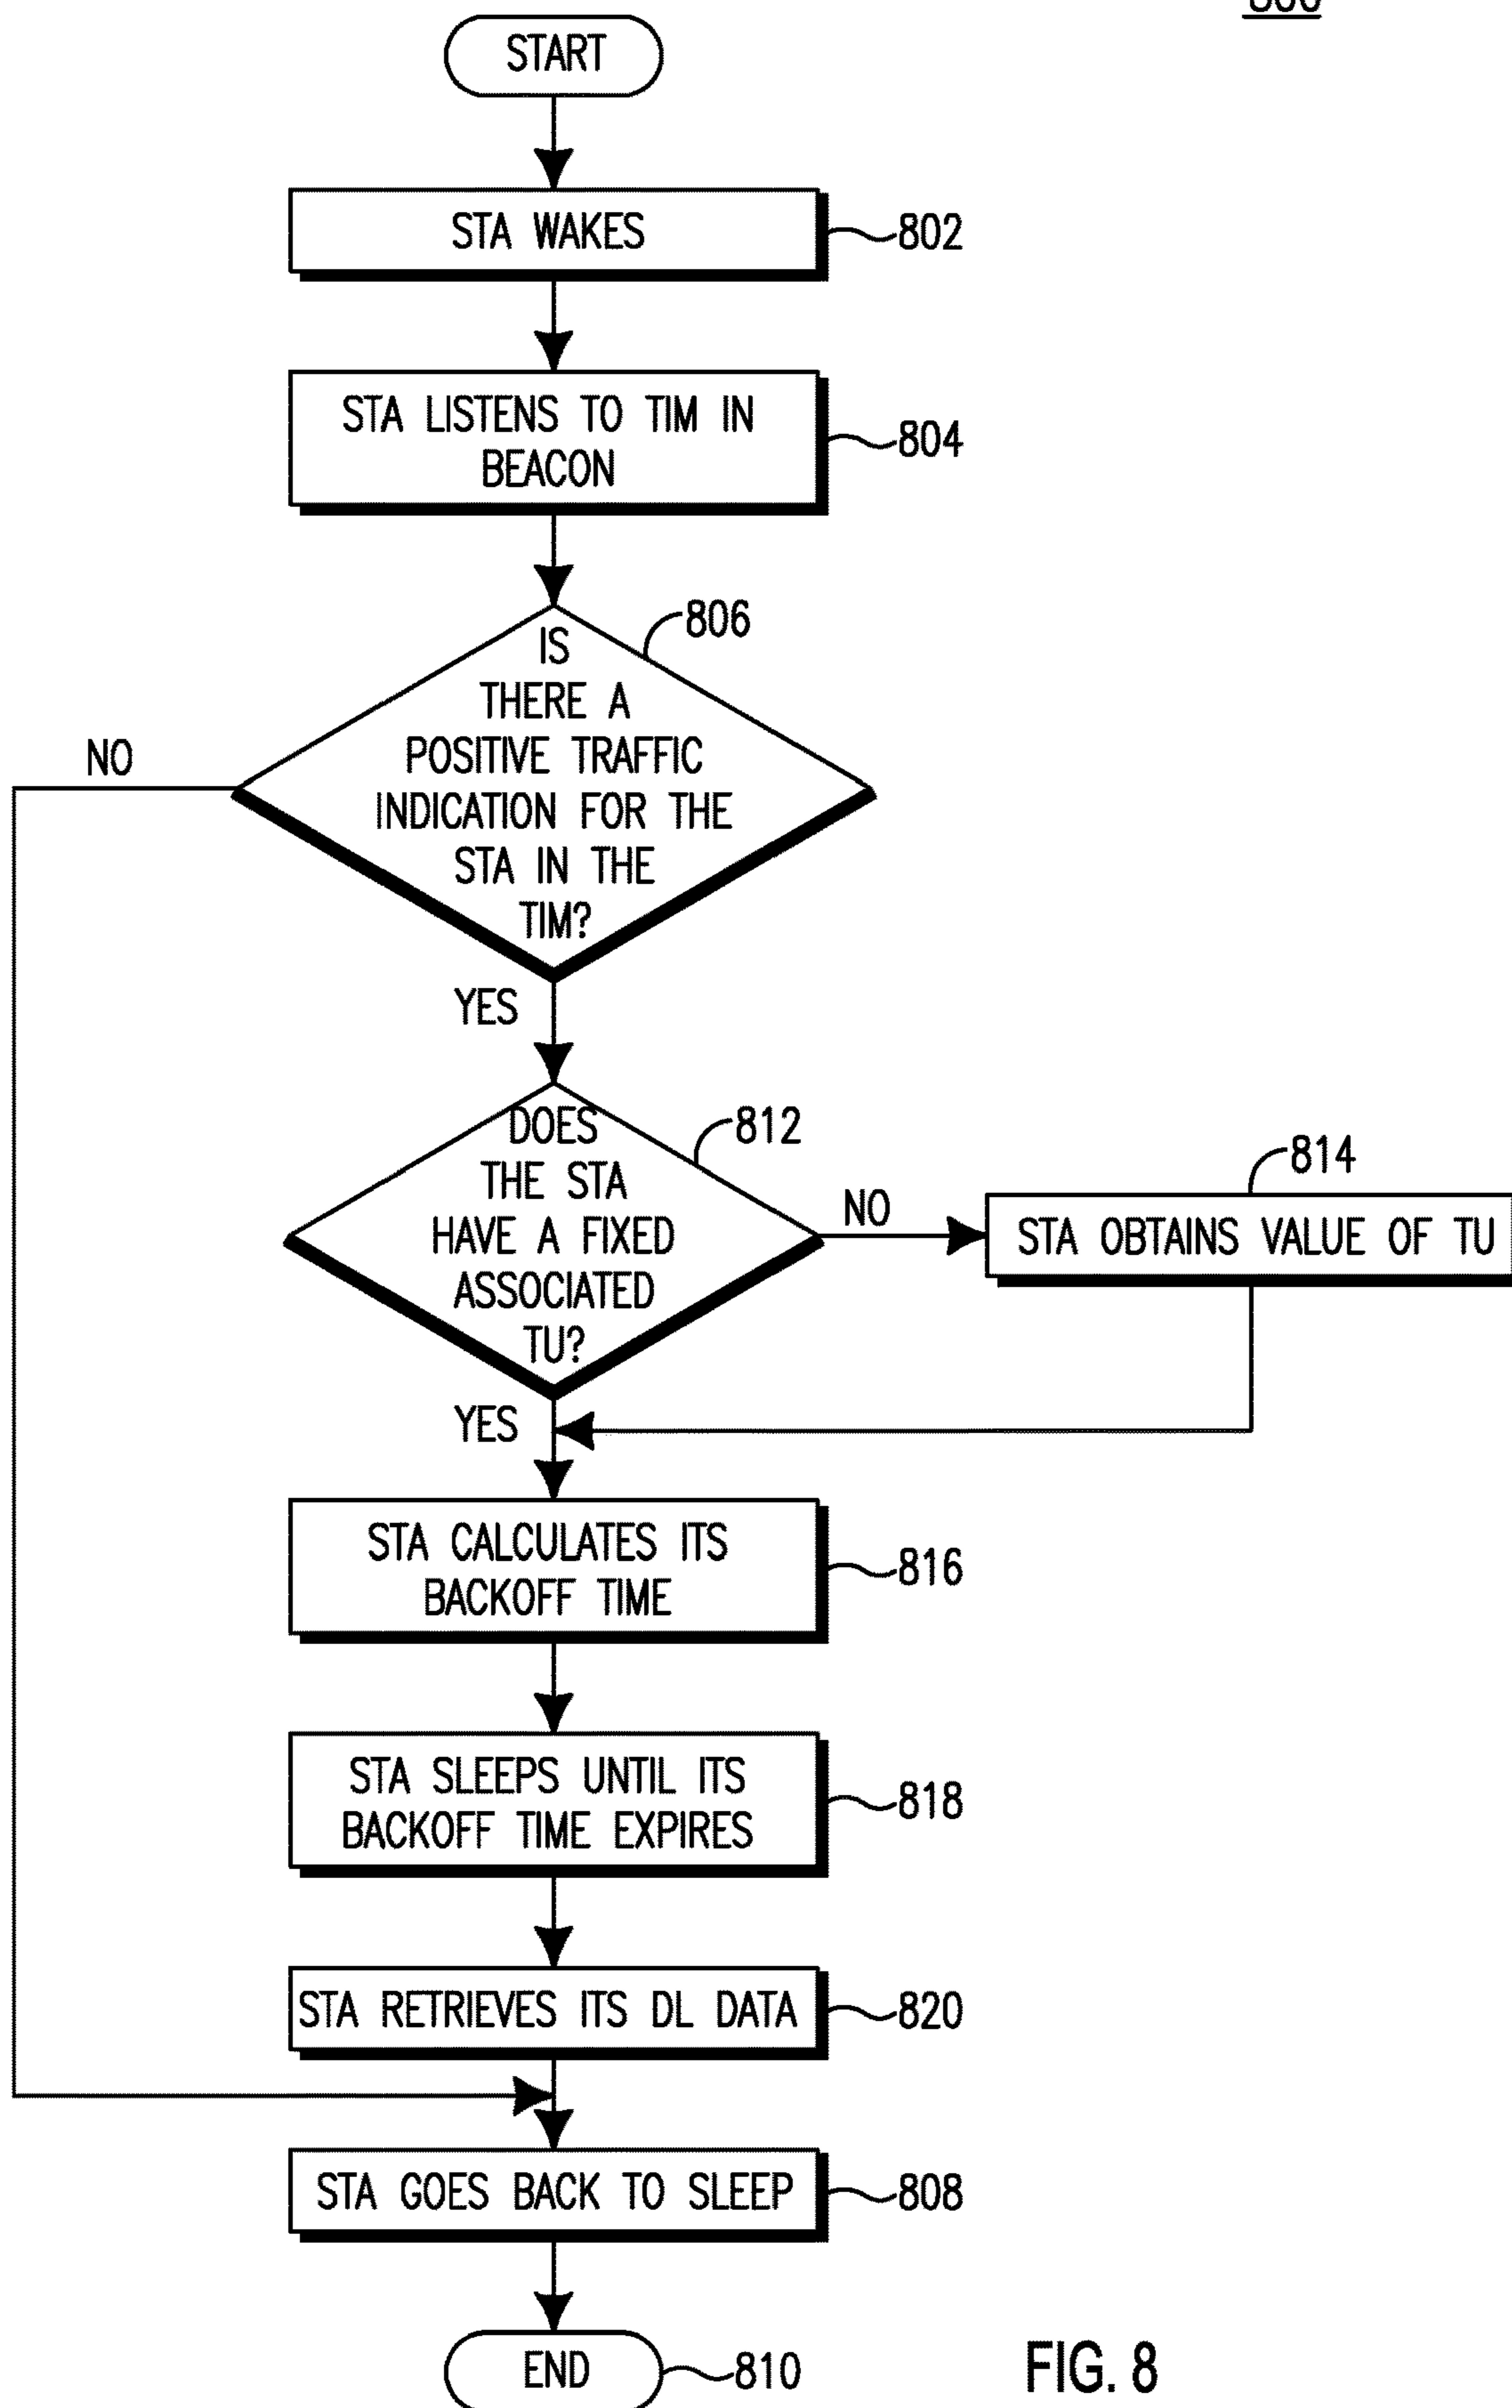 START
STA WAKES
802
STA LISTENS TO TIM IN
BEACON
804
806
IS
THERE A
POSITIVE TRAFFIC
INDICATION FOR THE
STA IN THE
TIM?
NO
YES
812
DOES
THE STA
HAVE A FIXED
ASSOCIATED
TU?
NO
814
STA OBTAINS VALUE OF TU
YES
STA CALCULATES ITS
BACKOFF TIME
816
STA SLEEPS UNTIL ITS
BACKOFF TIME EXPIRES
818
STA RETRIEVES ITS DL DATA
820
STA GOES BACK TO SLEEP
808
END
810
FIG. 8